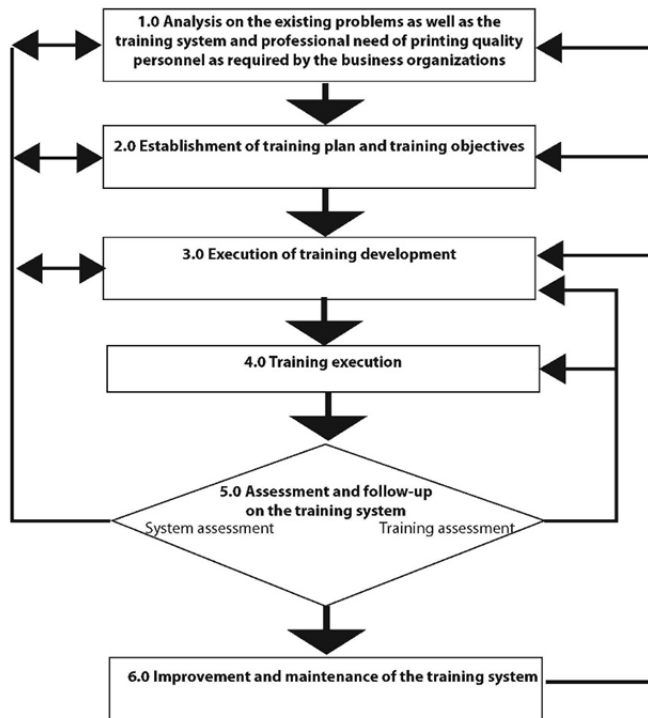 1.0 Analysis on the existing problems as well as the
training system and professional need of printing quality
personnel as required by the business organizations
2.0 Establishment of training plan and training objectives
3.0 Execution of training development
4.0 Training execution
5.0 Assessment and follow-up
on the training system
System assessment
Training assessment
6.0 Improvement and maintenance of the training system